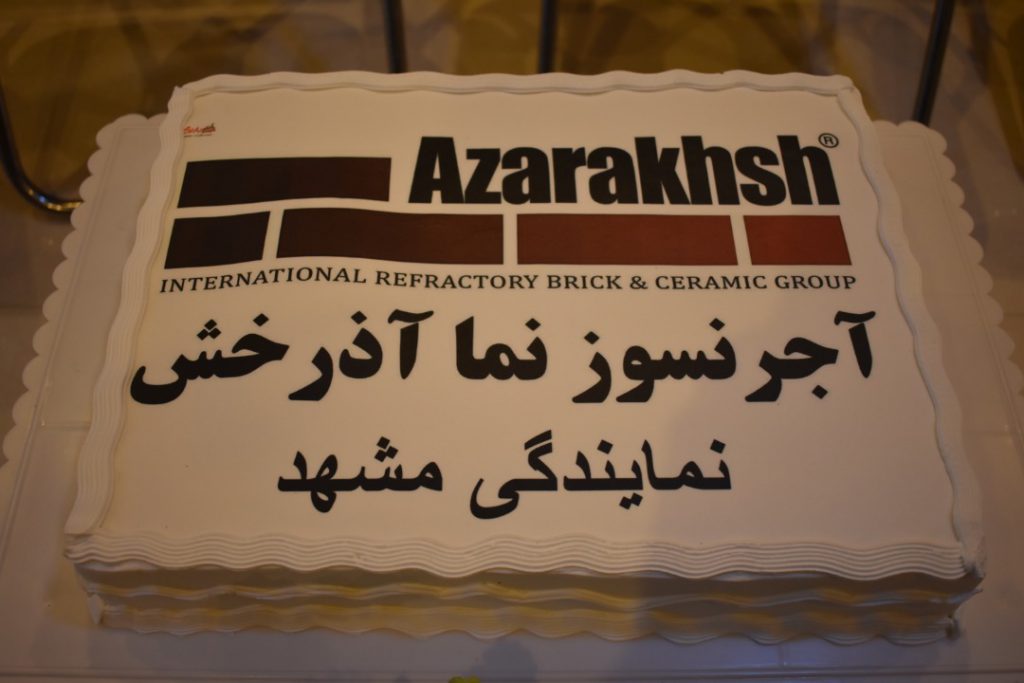 Azarakhsh®
INTERNATIONAL REFRACTORY BRICK & CERAMIC GROUP
آجرنسوز نما آذرخش
نمایندگی مشهد